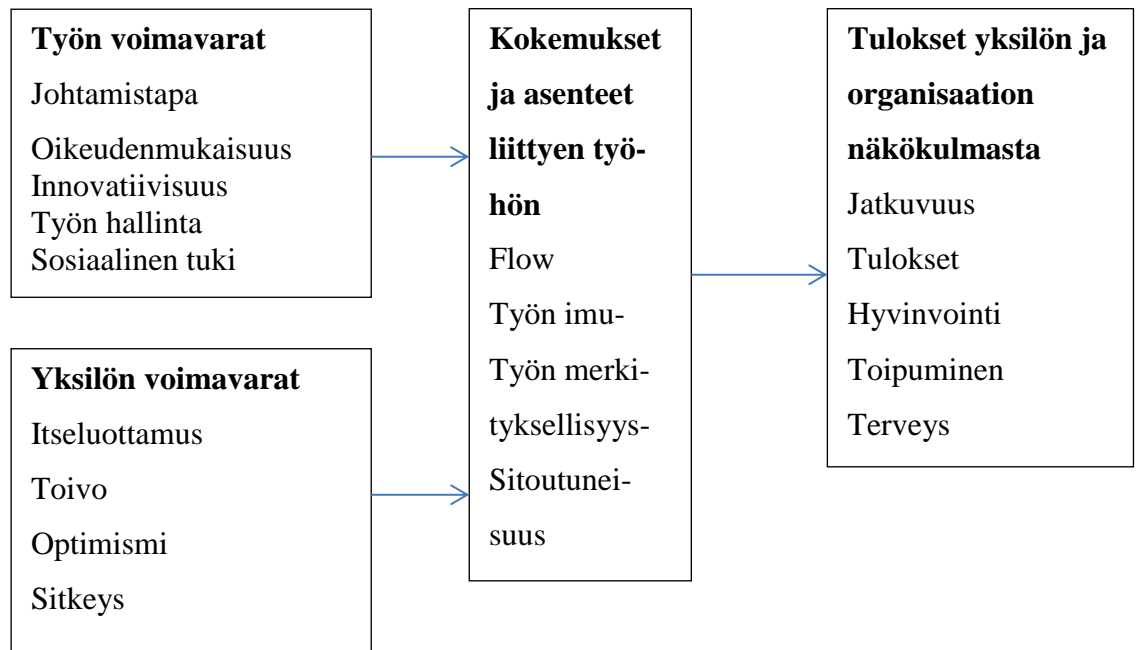 Työn voimavarat
Johtamistapa
Oikeudenmukaisuus
Innovatiivisuus
Työn hallinta
Sosiaalinen tuki
Yksilön voimavarat
Itseluottamus
Toivo
Optimismi
Sitkeys
Kokemukset
ja asenteet
liittyen työ-
hön
Flow
Työn imu-
Työn merki-
tyksellisyys-
Sitoutunei-
suus
Tulokset yksilön ja
organisaation
näkökulmasta
Jatkuvuus
Tulokset
Hyvinvointi
Toipuminen
Terveys